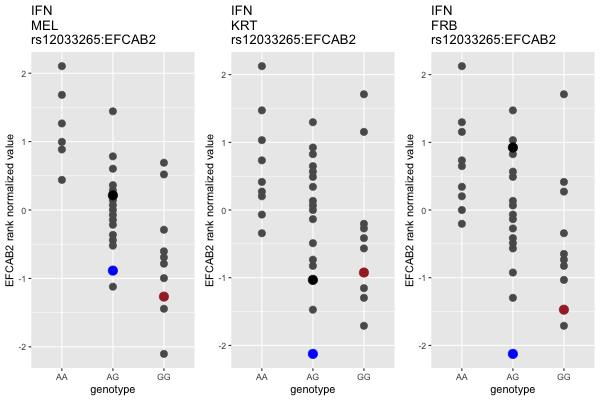 IFN
MEL
rs12033265:EFCAB2
EFCAB2 rank normalized value
2
1
0
-1
-2
AA
AG
GG
genotype
IFN
KRT
rs12033265:EFCAB2
EFCAB2 rank normalized value
2
1
0
-1
-2
AA
AG
GG
genotype
IFN
FRB
rs12033265:EFCAB2
EFCAB2 rank normalized value
2
1
0
-1
-2
AA
AG
GG
genotype